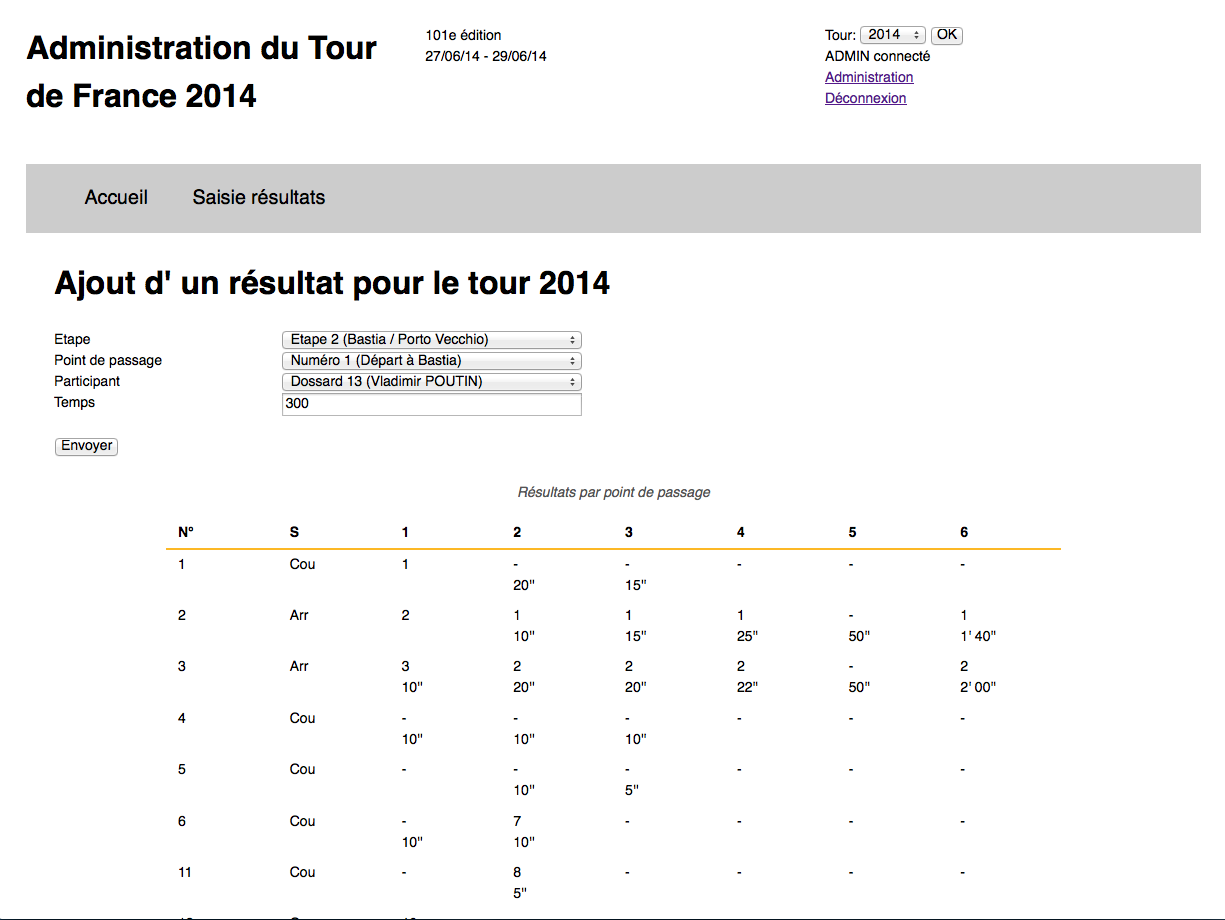 Administration du Tour
de France 2014
101e édition
27/06/14 - 29/06/14
Tour: 2014 OK
ADMIN connecté
Administration
Déconnexion
Accueil Saisie résultats
Ajout d' un résultat pour le tour 2014
Etape Etape 2 (Bastia / Porto Vecchio)
Point de passage Numéro 1 (Départ à Bastia)
Participant Dossard 13 (Vladimir POUTIN)
Temps 300
Envoyer
Résultats par point de passage
N° S 1 2 3 4 5 6
1 Cou 1 - - - - -
20" 15"
2 Arr 2 1 1 1 - 1
10" 15" 25" 50" 1' 40"
3 Arr 3 2 2 2 - 2
10" 20" 20" 22" 50" 2' 00"
4 Cou - - - - - -
10" 10" 10"
5 Cou - - - - - -
10" 5"
6 Cou - 7 - - - -
10" 10"
11 Cou - 8 - - - -
5"